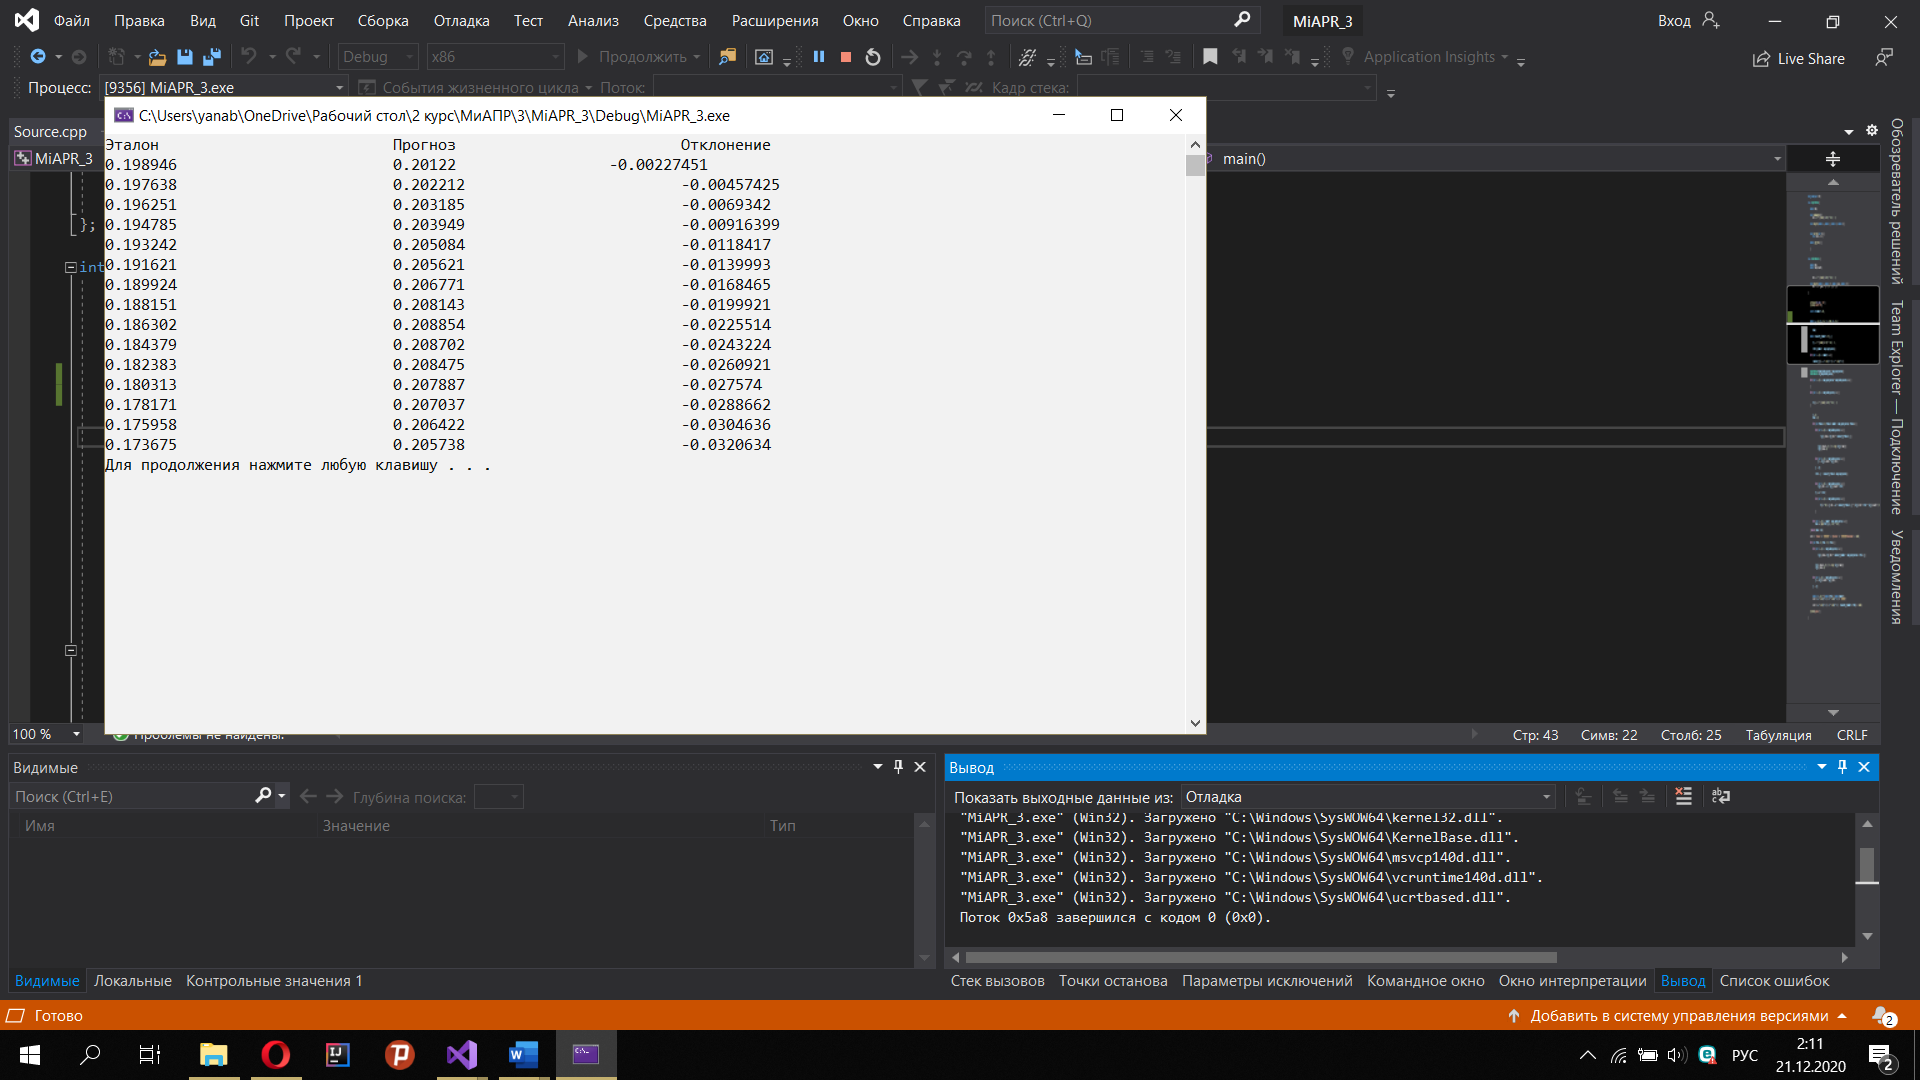 Файл Правка Вид Git Проект Сборка Отладка Тест Анализ Средства Расширения Окно Справка Поиск (Ctrl+Q) MiAPR_3 Вход
Debug x86 Продолжить Application Insights Live Share
Процесс: [9356] MiAPR_3.exe События жизненного цикла Поток: Кадр стека:
C:\Users\yanab\OneDrive\Рабочий стол\2 курс\МиАПР\3\MiAPR_3\Debug\MiAPR_3.exe
Source.cpp
MiAPR_3 main()
Эталон Прогноз Отклонение
0.198946 0.20122 -0.00227451
0.197638 0.202212 -0.00457425
0.196251 0.203185 -0.0069342
0.194785 0.203949 -0.00916399
0.193242 0.205084 -0.0118417
0.191621 0.205621 -0.0139993
0.189924 0.206771 -0.0168465
0.188151 0.208143 -0.0199921
0.186302 0.208854 -0.0225514
0.184379 0.208702 -0.0243224
0.182383 0.208475 -0.0260921
0.180313 0.207887 -0.027574
0.178171 0.207037 -0.0288662
0.175958 0.206422 -0.0304636
0.173675 0.205738 -0.0320634
Для продолжения нажмите любую клавишу . . .
};
int
Обозреватель решений
Team Explorer — Подключение
Уведомления
100 % Проблемы не найдены. Стр: 43 Симв: 22 Столб: 25 Табуляция CRLF
Видимые
Поиск (Ctrl+E) Глубина поиска:
Имя Значение Тип
Видимые Локальные Контрольные значения 1
Вывод
Показать выходные данные из: Отладка
"MiAPR_3.exe" (Win32). Загружено "C:\Windows\SysWOW64\kernel32.dll".
"MiAPR_3.exe" (Win32). Загружено "C:\Windows\SysWOW64\KernelBase.dll".
"MiAPR_3.exe" (Win32). Загружено "C:\Windows\SysWOW64\msvcp140d.dll".
"MiAPR_3.exe" (Win32). Загружено "C:\Windows\SysWOW64\vcruntime140d.dll".
"MiAPR_3.exe" (Win32). Загружено "C:\Windows\SysWOW64\ucrtbased.dll".
Поток 0x5a8 завершился с кодом 0 (0x0).
Стек вызовов Точки останова Параметры исключений Командное окно Окно интерпретации Вывод Список ошибок
Готово Добавить в систему управления версиями 2
РУС 2:11
21.12.2020 2